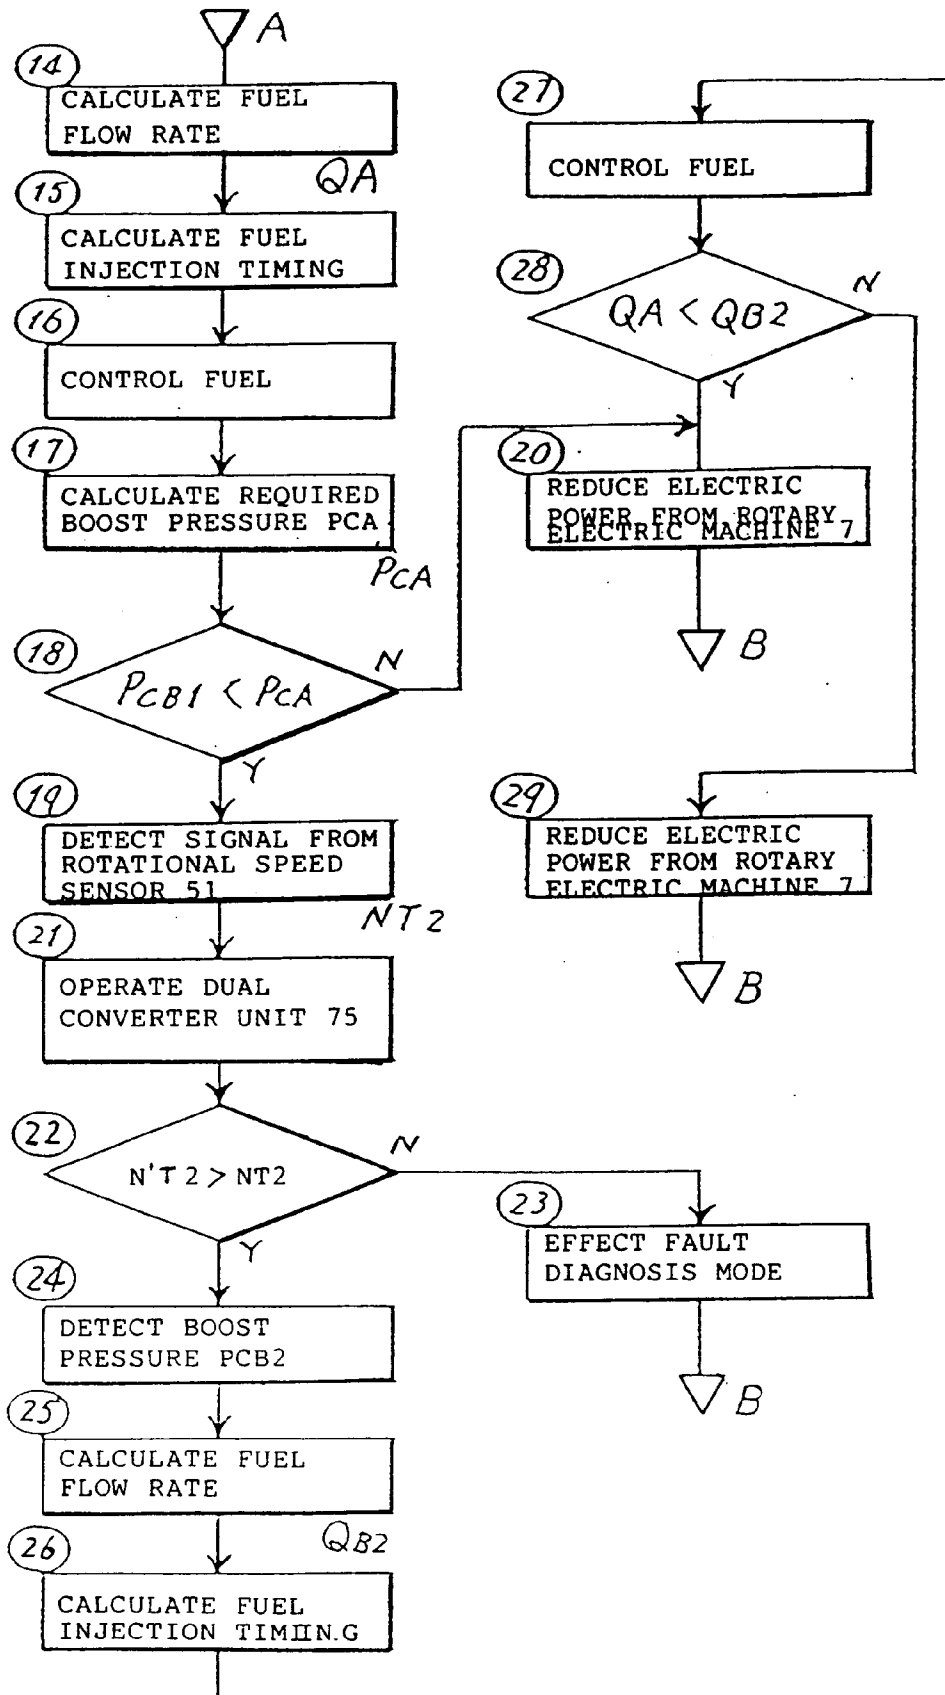 A
14
CALCULATE FUEL
FLOW RATE
QA
15
CALCULATE FUEL
INJECTION TIMING
16
CONTROL FUEL
17
CALCULATE REQUIRED
BOOST PRESSURE PCA
PCA
18
PCB1 < PCA
N
Y
19
DETECT SIGNAL FROM
ROTATIONAL SPEED
SENSOR 51
NT2
21
OPERATE DUAL
CONVERTER UNIT 75
22
N'T2 > NT2
N
Y
24
DETECT BOOST
PRESSURE PCB2
25
CALCULATE FUEL
FLOW RATE
QB2
26
CALCULATE FUEL
INJECTION TIMIIN.G
27
CONTROL FUEL
28
QA < QB2
N
Y
20
REDUCE ELECTRIC
POWER FROM ROTARY
ELECTRIC MACHINE 7
B
29
REDUCE ELECTRIC
POWER FROM ROTARY
ELECTRIC MACHINE 7
B
23
EFFECT FAULT
DIAGNOSIS MODE
B